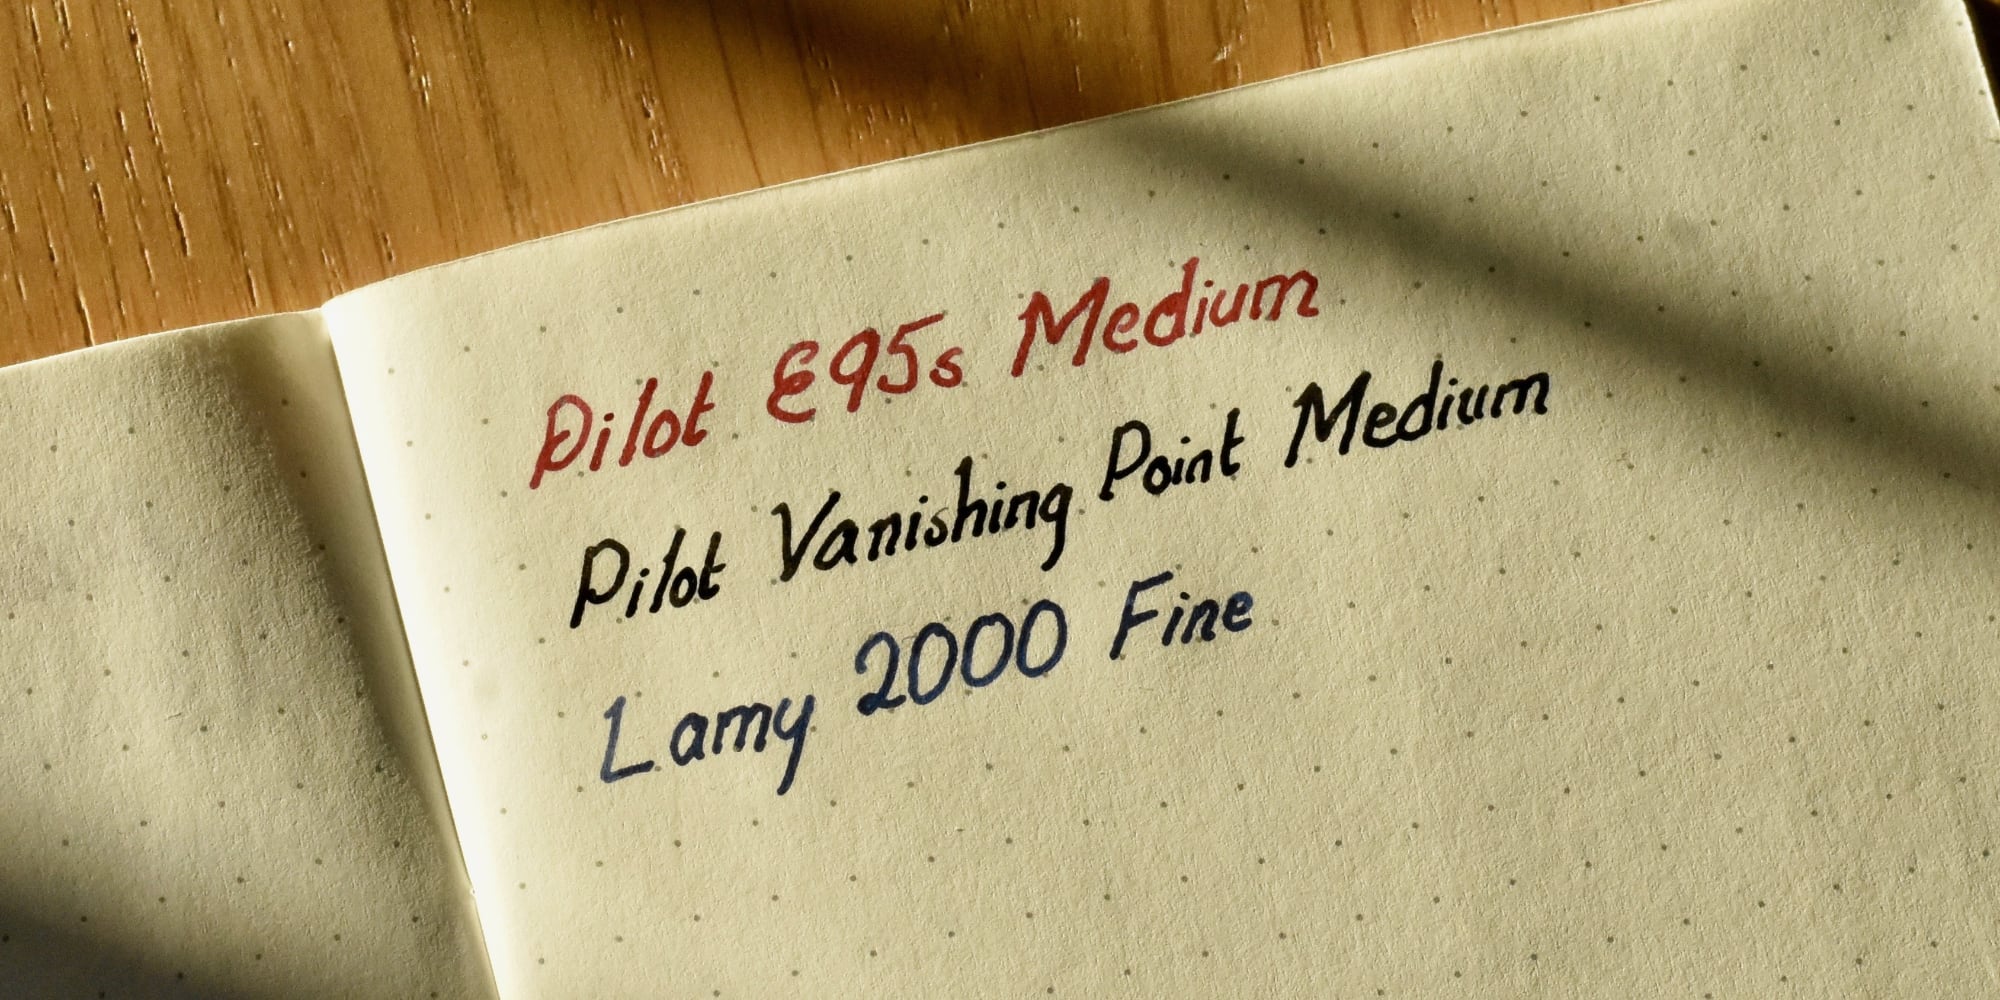 Pilot E95s Medium
Pilot Vanishing Point Medium
Lamy 2000 Fine